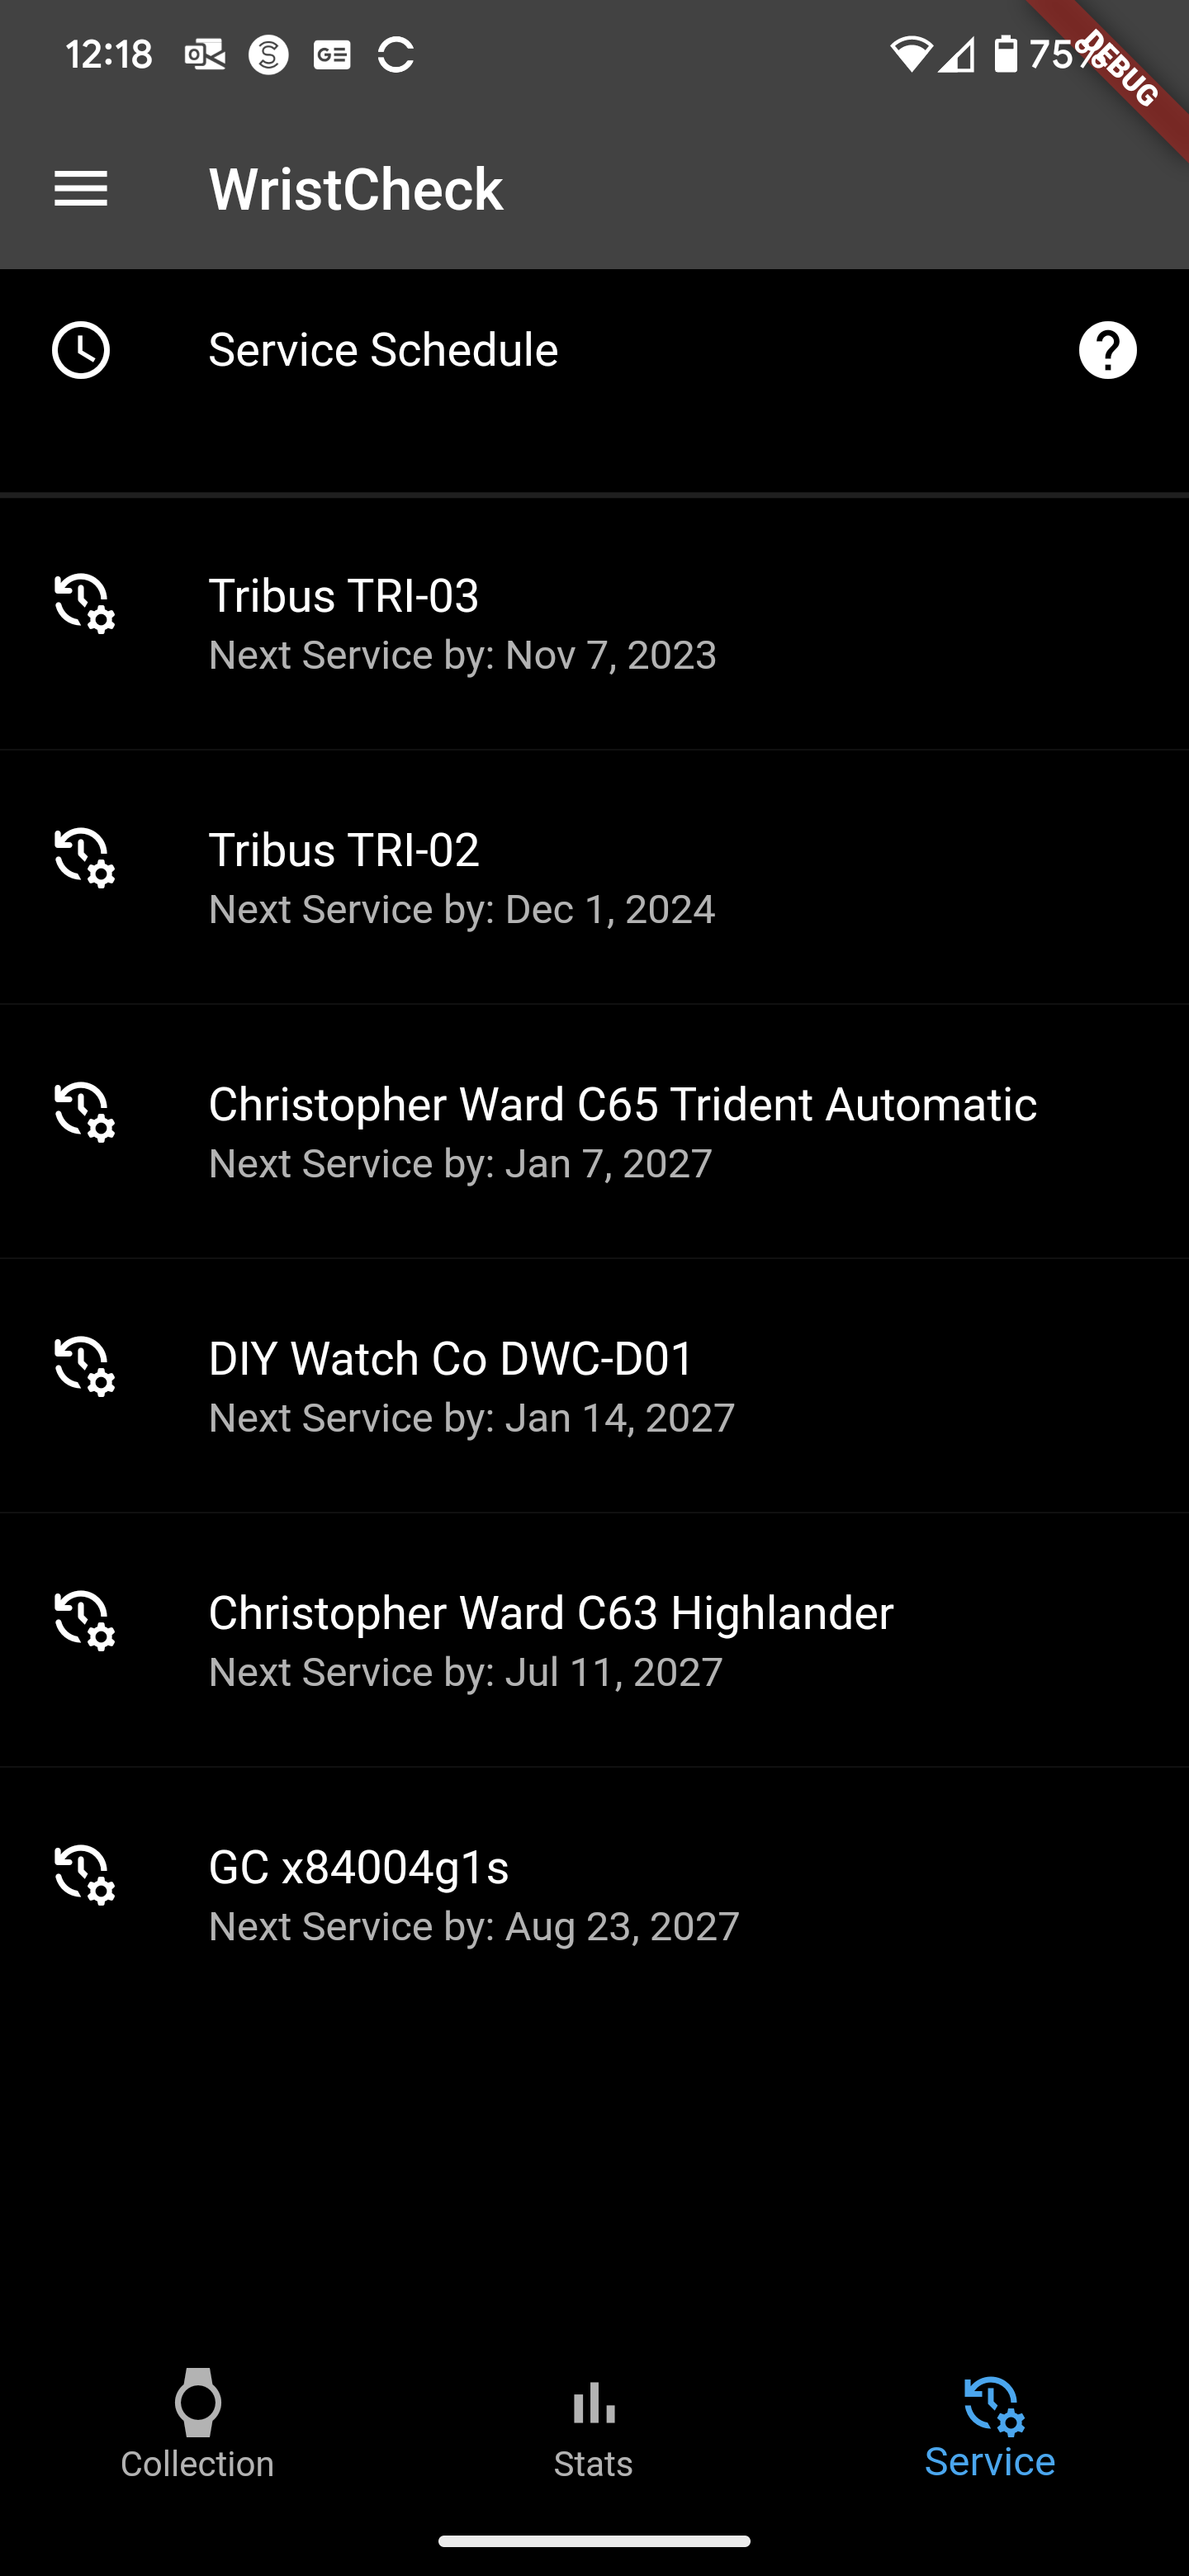 12:18
75%
DEBUG
WristCheck
Service Schedule
Tribus TRI-03
Next Service by: Nov 7, 2023
Tribus TRI-02
Next Service by: Dec 1, 2024
Christopher Ward C65 Trident Automatic
Next Service by: Jan 7, 2027
DIY Watch Co DWC-D01
Next Service by: Jan 14, 2027
Christopher Ward C63 Highlander
Next Service by: Jul 11, 2027
GC x84004g1s
Next Service by: Aug 23, 2027
Collection
Stats
Service